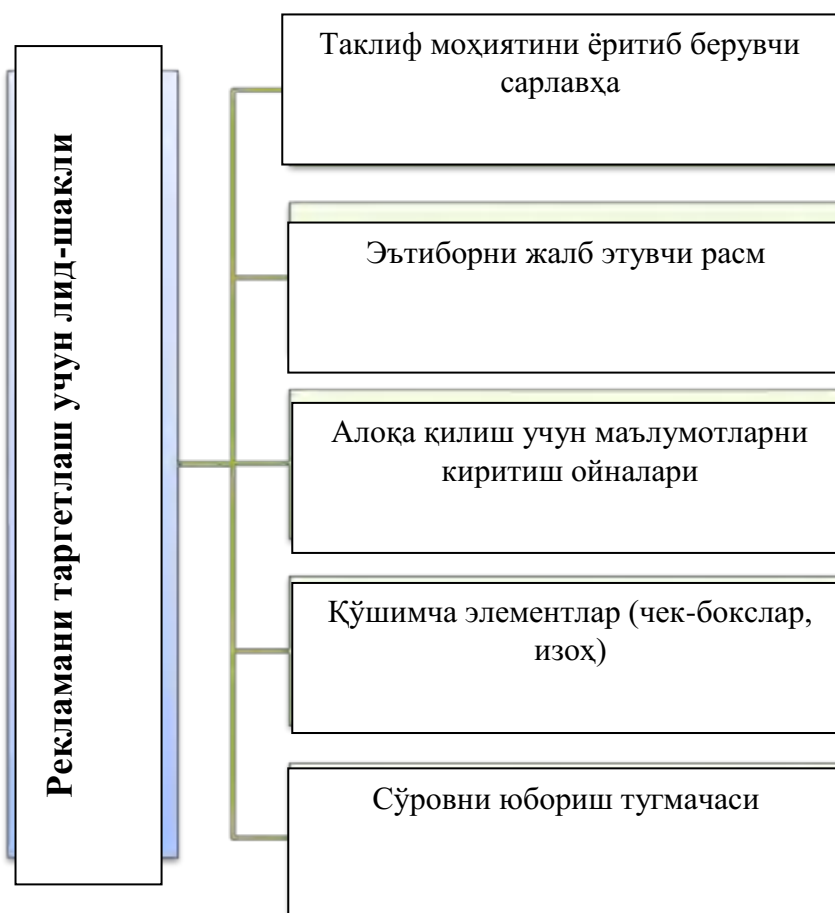 Рекламани таргетлаш учун лид-шакли
Таклиф моҳиятини ёритиб берувчи
сарлавҳа
Эътиборни жалб этувчи расм
Алоқа қилиш учун маълумотларни
киритиш ойналари
Қўшимча элементлар (чек-бокслар,
изоҳ)
Сўровни юбориш тугмачаси